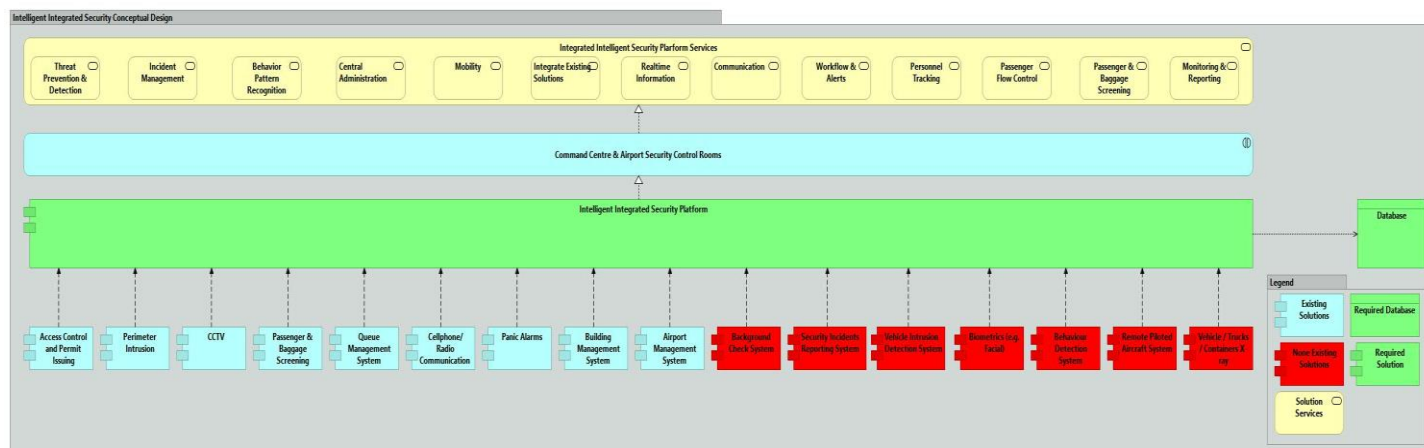 Intelligent Integrated Security Conceptual Design
Integrated Intelligent Security Plarform Services
Threat
Prevention &
Detection
Incident
Management
Behavior
Pattern
Recognition
Central
Administration
Mobility
Integrate Existing
Solutions
Realtime
Information
Communication
Workflow &
Alerts
Personnel
Tracking
Passenger
Flow Control
Passenger &
Baggage
Screening
Monitoring &
Reporting
Command Centre & Airport Security Control Rooms
Intelligent Integrated Security Platform
Database
Access Control
and Permit
Issuing
Perimeter
Intrusion
CCTV
Passenger &
Baggage
Screening
Queue
Management
System
Cellphone/
Radio
Communication
Panic Alarms
Building
Management
System
Airport
Management
System
Background
Check System
Security Incidents
Reporting System
Vehicle Intrusion
Detection System
Biometrics (e.g.
Facial)
Behaviour
Detection
System
Remote Piloted
Aircraft System
Vehicle / Trucks
/ Containers X-
ray
Legend
Existing
Solutions
Required Database
None Existing
Solutions
Required
Solution
Solution
Services